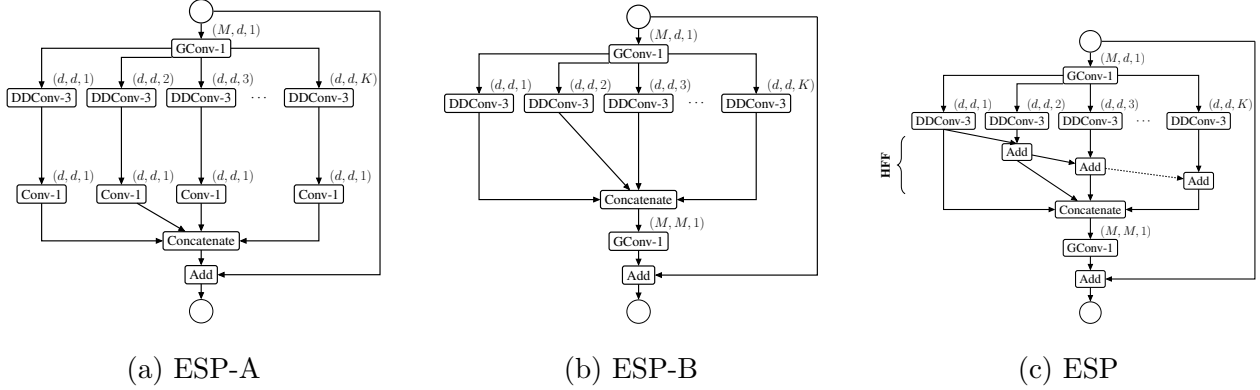 (M, d, 1)
GConv-1
(d, d, 1) (d, d, 2) (d, d, 3) (d, d, K)
DDConv-3 DDConv-3 DDConv-3 ··· DDConv-3
(d, d, 1) (d, d, 1) (d, d, 1) (d, d, 1)
Conv-1 Conv-1 Conv-1 Conv-1
Concatenate
Add
(a) ESP-A
(M, d, 1)
GConv-1
(d, d, 1) (d, d, 2) (d, d, 3) (d, d, K)
DDConv-3 DDConv-3 DDConv-3 ··· DDConv-3
Concatenate
(M, M, 1)
GConv-1
Add
(b) ESP-B
(M, d, 1)
GConv-1
(d, d, 1) (d, d, 2) (d, d, 3) (d, d, K)
DDConv-3 DDConv-3 DDConv-3 ··· DDConv-3
HFF
Add
Add
Add
Concatenate
(M, M, 1)
GConv-1
Add
(c) ESP